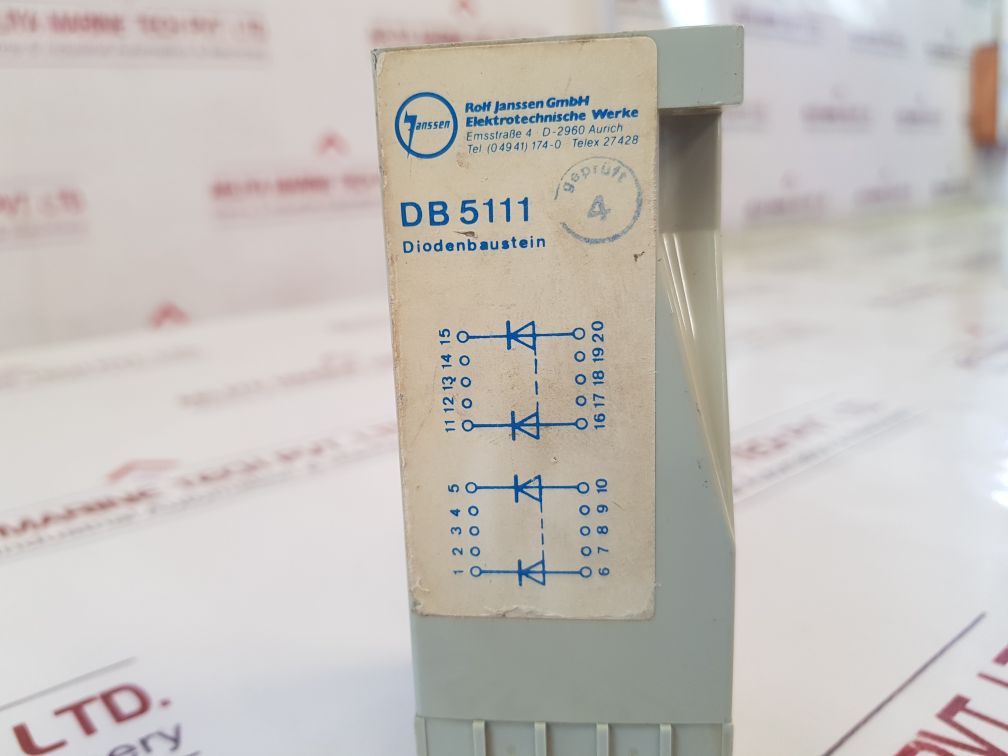 Janssen
Rolf Janssen GmbH
Elektrotechnische Werke
Emsstraße 4 D-2960 Aurich
Tel. (04941) 174-0 Telex 27428
geprüft
4
DB 5111
Diodenbaustein
11 12 13 14 15
16 17 18 19 20
1 2 3 4 5
6 7 8 9 10
LTD.